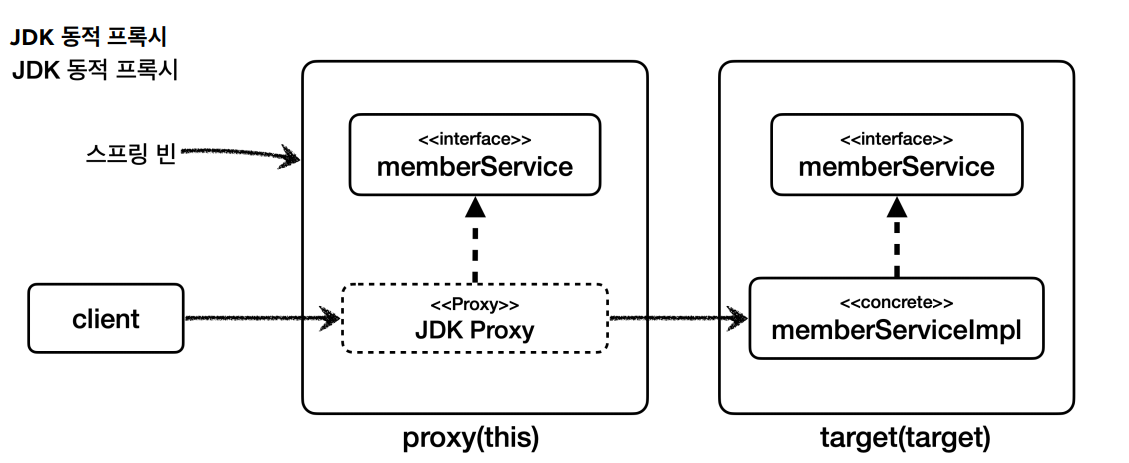 JDK 동적 프록시
JDK 동적 프록시
스프링 빈
<<interface>>
memberService
<<interface>>
memberService
client
<<Proxy>>
JDK Proxy
<<concrete>>
memberServiceImpl
proxy(this)
target(target)